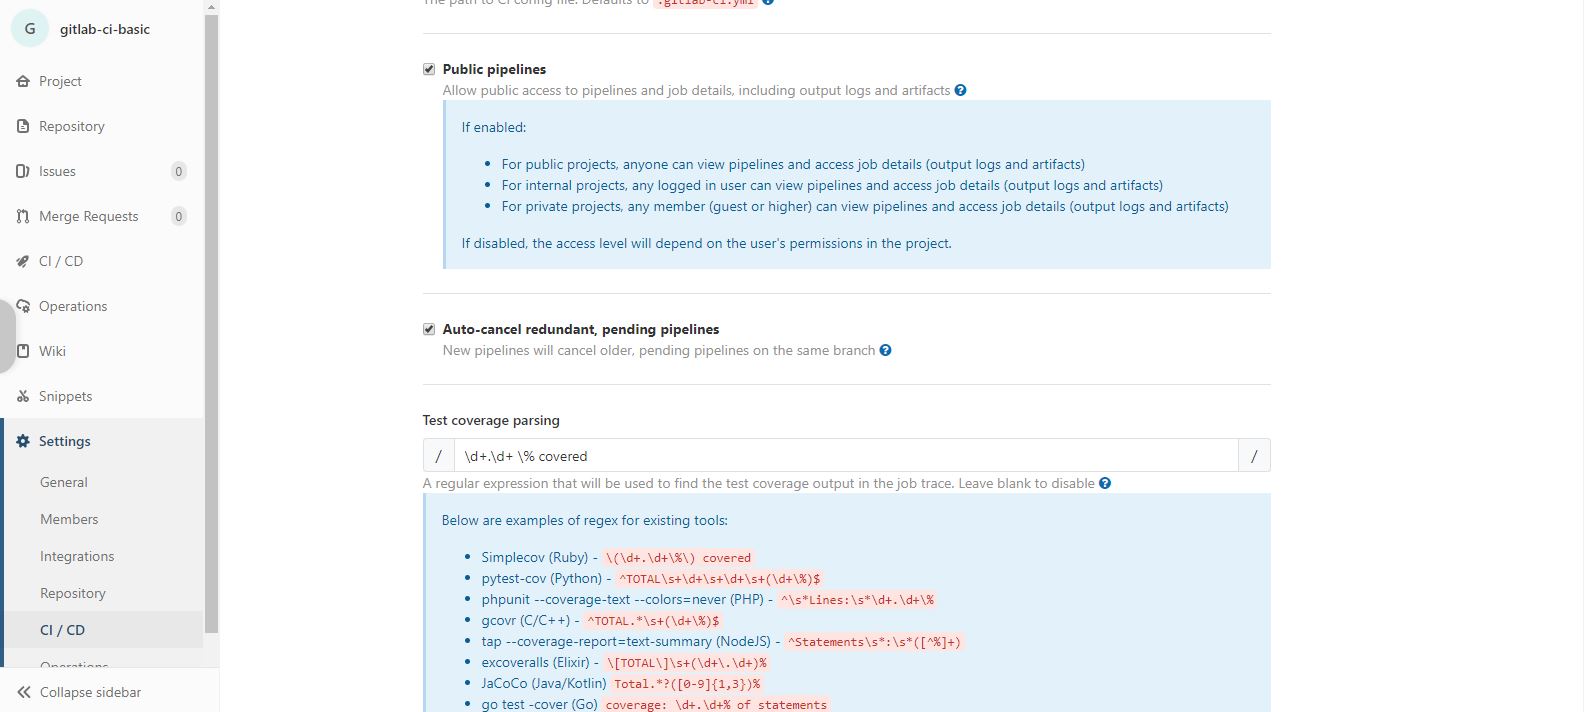 G gitlab-ci-basic
Project
Repository
Issues 0
Merge Requests 0
CI / CD
Operations
Wiki
Snippets
Settings
General
Members
Integrations
Repository
CI / CD
Operations
Collapse sidebar
The path to CI config file. Defaults to .gitlab-ci.yml ?
Public pipelines
Allow public access to pipelines and job details, including output logs and artifacts ?
If enabled:
• For public projects, anyone can view pipelines and access job details (output logs and artifacts)
• For internal projects, any logged in user can view pipelines and access job details (output logs and artifacts)
• For private projects, any member (guest or higher) can view pipelines and access job details (output logs and artifacts)
If disabled, the access level will depend on the user's permissions in the project.
Auto-cancel redundant, pending pipelines
New pipelines will cancel older, pending pipelines on the same branch ?
Test coverage parsing
/ \d+.\d+ \% covered /
A regular expression that will be used to find the test coverage output in the job trace. Leave blank to disable ?
Below are examples of regex for existing tools:
• Simplecov (Ruby) - \(\d+.\d+\%\) covered
• pytest-cov (Python) - ^TOTAL\s+\d+\s+\d+\s+(\d+\%)$
• phpunit --coverage-text --colors=never (PHP) - ^\s*Lines:\s*\d+.\d+\%
• gcovr (C/C++) - ^TOTAL.*\s+(\d+\%)$
• tap --coverage-report=text-summary (NodeJS) - ^Statements\s*:\s*([^%]+)
• excoveralls (Elixir) - \[TOTAL\]\s+(\d+\.\d+)%
• JaCoCo (Java/Kotlin) Total.*?([0-9]{1,3})%
• go test -cover (Go) coverage: \d+.\d+% of statements